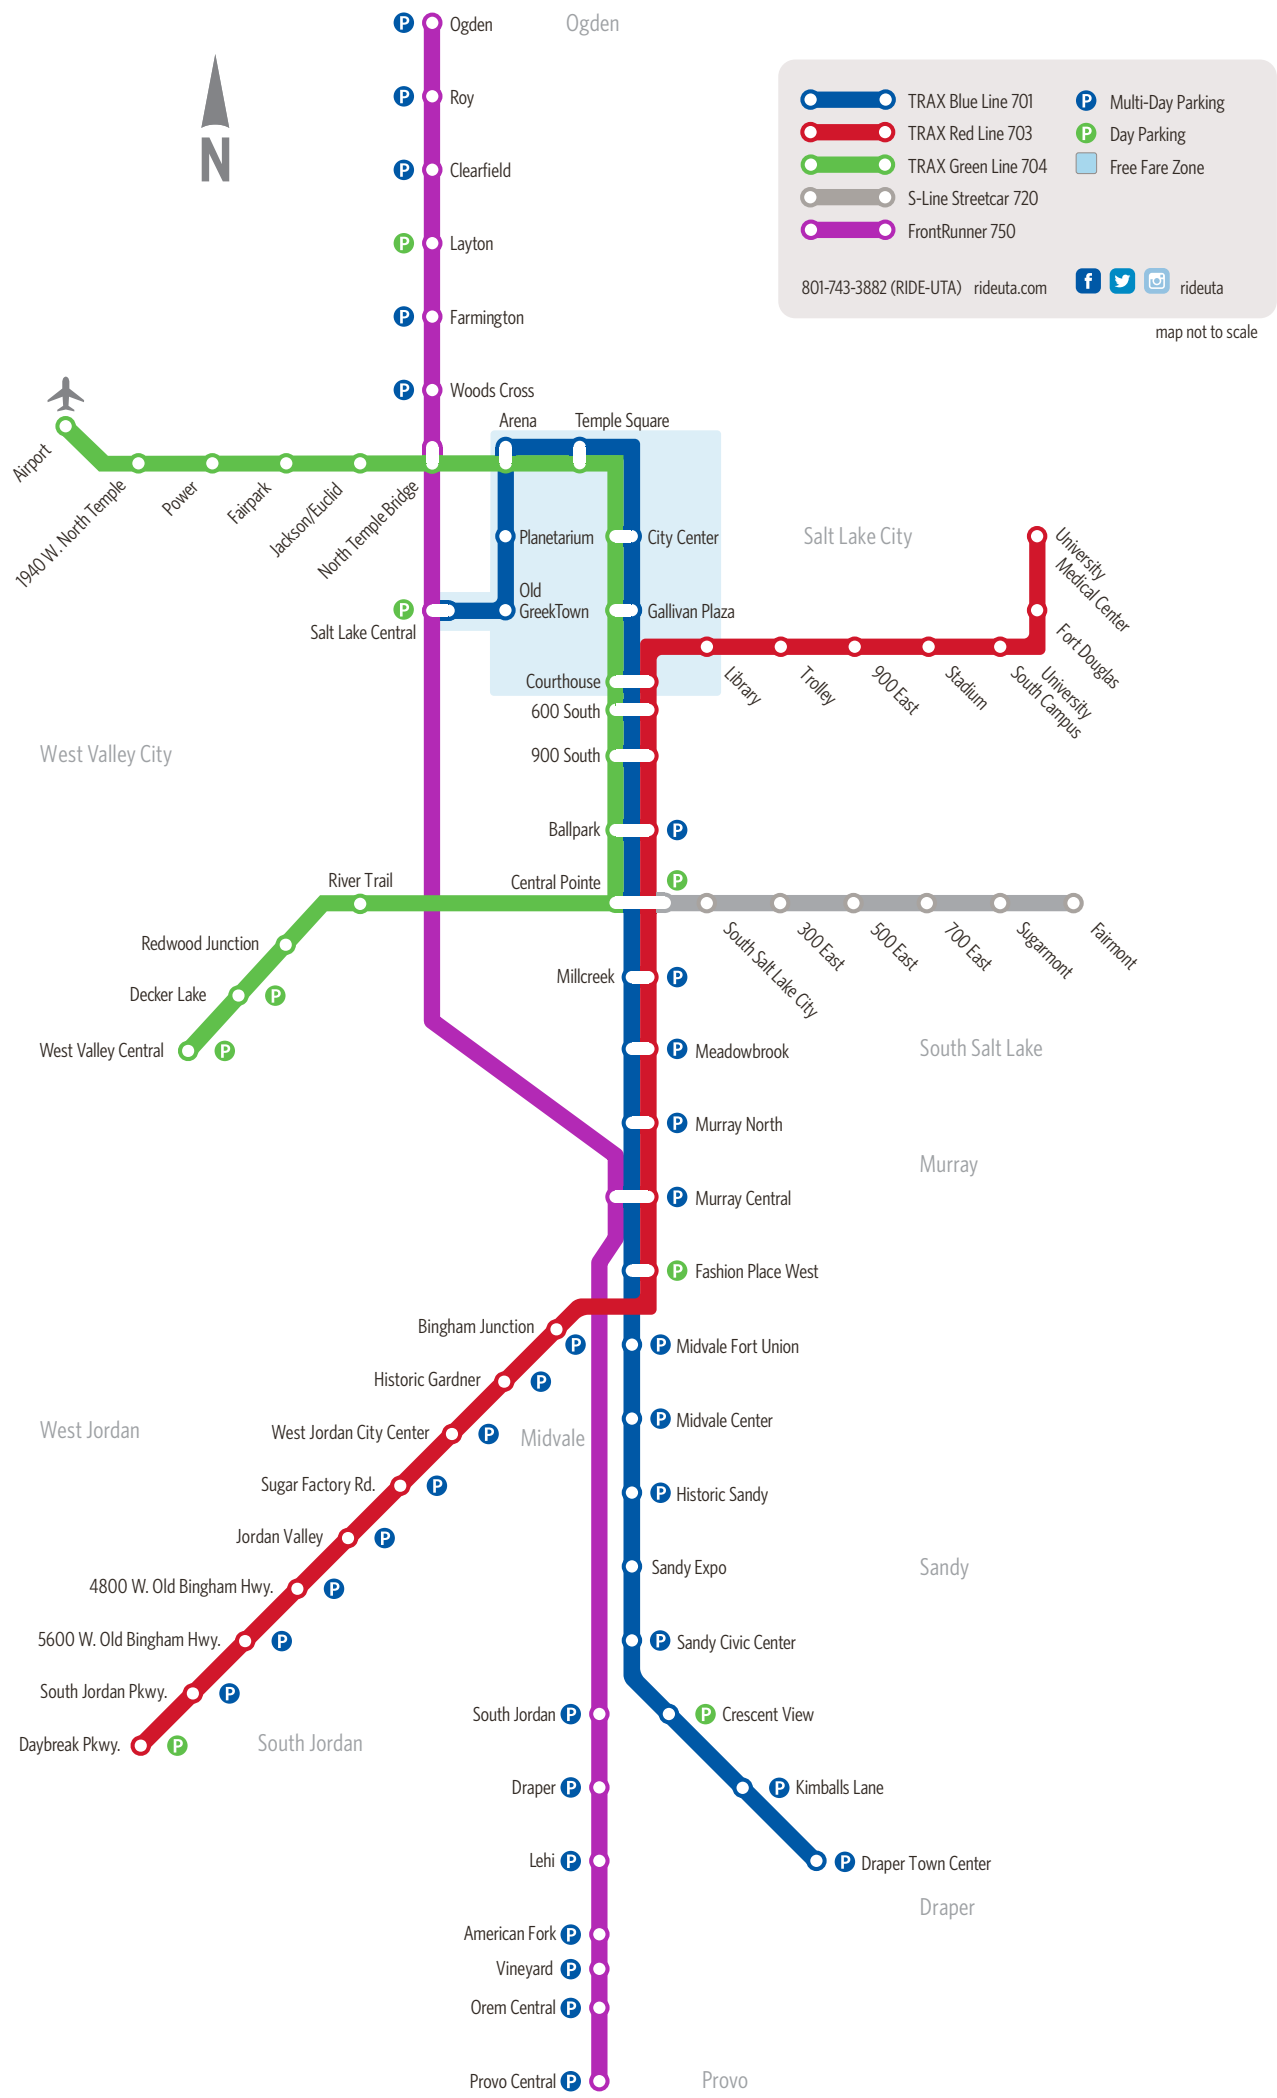 P Ogden
Ogden
P Roy
P Clearfield
P Layton
P Farmington
P Woods Cross
N
TRAX Blue Line 701
TRAX Red Line 703
TRAX Green Line 704
S-Line Streetcar 720
FrontRunner 750
P Multi-Day Parking
P Day Parking
Free Fare Zone
801-743-3882 (RIDE-UTA) rideuta.com
f rideuta
map not to scale
Airport
1940 W. North Temple
Power
Fairpark
Jackson/Euclid
North Temple Bridge
Arena
Temple Square
Planetarium
City Center
Salt Lake City
Old
GreekTown
Gallivan Plaza
P
Salt Lake Central
University
Medical Center
Fort Douglas
University
South Campus
Stadium
900 East
Trolley
Library
Courthouse
600 South
900 South
West Valley City
Ballpark P
Central Pointe P
River Trail
Redwood Junction
Decker Lake P
West Valley Central P
South Salt Lake City
300 East
500 East
700 East
Sugarmont
Fairmont
Millcreek P
P Meadowbrook
South Salt Lake
P Murray North
Murray
P Murray Central
P Fashion Place West
Bingham Junction
P
P Midvale Fort Union
Historic Gardner P
P Midvale Center
West Jordan
West Jordan City Center P
Midvale
Sugar Factory Rd. P
P Historic Sandy
Jordan Valley P
Sandy Expo
Sandy
4800 W. Old Bingham Hwy. P
5600 W. Old Bingham Hwy. P
P Sandy Civic Center
South Jordan Pkwy. P
South Jordan P
P Crescent View
Daybreak Pkwy. P
South Jordan
Draper P
P Kimballs Lane
Lehi P
P Draper Town Center
Draper
American Fork P
Vineyard P
Orem Central P
Provo Central P
Provo